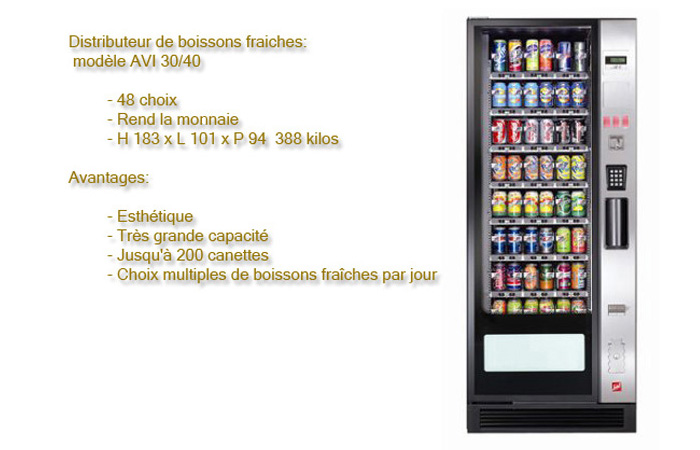 Distributeur de boissons fraiches:
modèle AVI 30/40
- 48 choix
- Rend la monnaie
- H 183 x L 101 x P 94 388 kilos
Avantages:
- Esthétique
- Très grande capacité
- Jusqu'à 200 canettes
- Choix multiples de boissons fraîches par jour